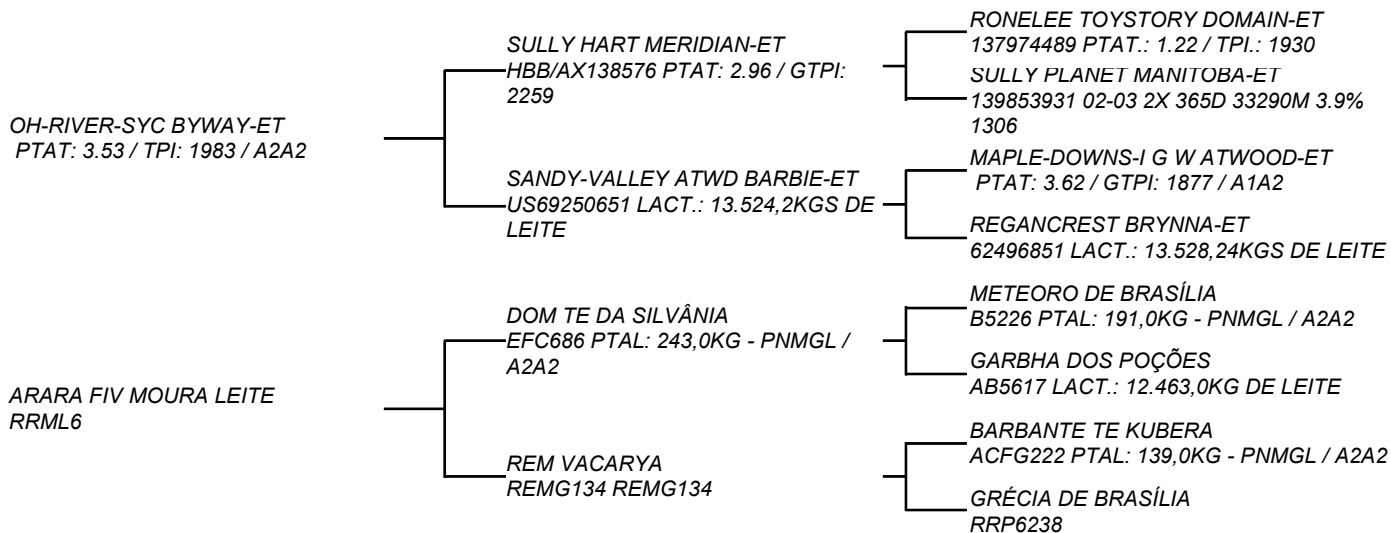 OH-RIVER-SYC BYWAY-ET
PTAT: 3.53 / TPI: 1983 / A2A2
SULLY HART MERIDIAN-ET
HBB/AX138576 PTAT: 2.96 / GTPI:
2259
RONELEE TOYSTORY DOMAIN-ET
137974489 PTAT.: 1.22 / TPI.: 1930
SULLY PLANET MANITOBA-ET
139853931 02-03 2X 365D 33290M 3.9%
1306
SANDY-VALLEY ATWD BARBIE-ET
US69250651 LACT.: 13.524,2KGS DE
LEITE
MAPLE-DOWNS-I G W ATWOOD-ET
PTAT: 3.62 / GTPI: 1877 / A1A2
REGANCREST BRYNNA-ET
62496851 LACT.: 13.528,24KGS DE LEITE
ARARA FIV MOURA LEITE
RRML6
DOM TE DA SILVÂNIA
EFC686 PTAL: 243,0KG - PNMGL /
A2A2
METEORO DE BRASÍLIA
B5226 PTAL: 191,0KG - PNMGL / A2A2
GARBHA DOS POÇÕES
AB5617 LACT.: 12.463,0KG DE LEITE
REM VACARYA
REMG134 REMG134
BARBANTE TE KUBERA
ACFG222 PTAL: 139,0KG - PNMGL / A2A2
GRÉCIA DE BRASÍLIA
RRP6238